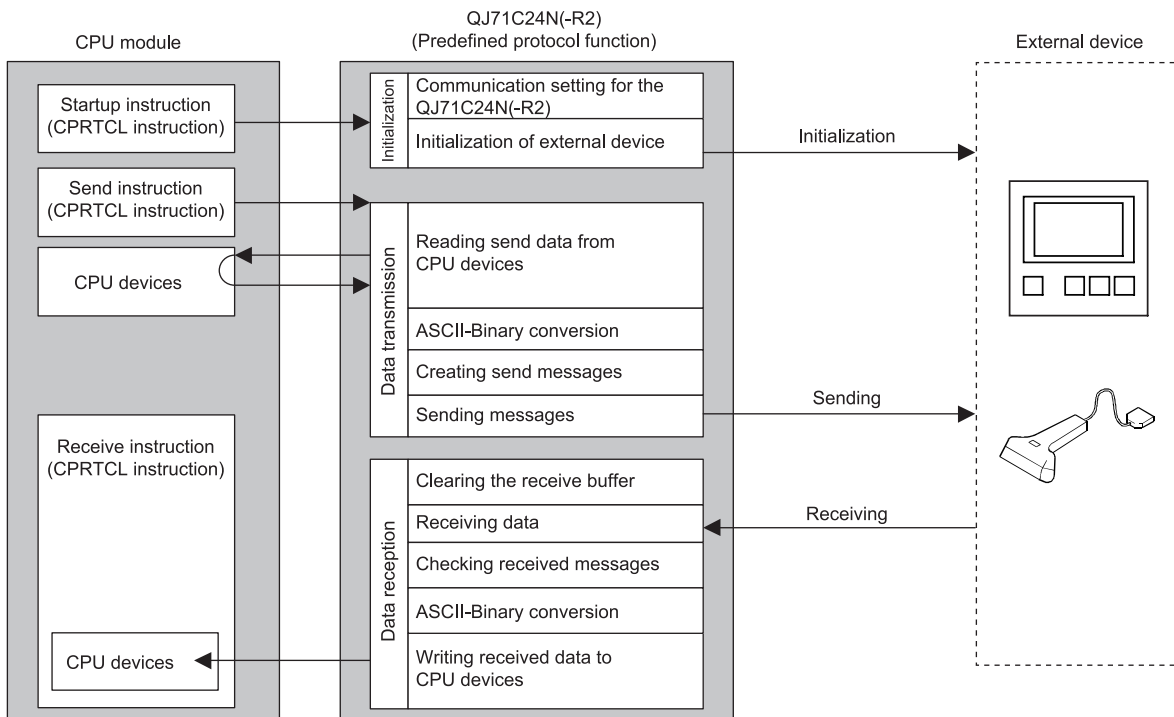 CPU module
Startup instruction
(CPRTCL instruction)
Send instruction
(CPRTCL instruction)
CPU devices
Receive instruction
(CPRTCL instruction)
CPU devices
QJ71C24N(-R2)
(Predefined protocol function)
Initialization
Communication setting for the
QJ71C24N(-R2)
Initialization of external device
Data transmission
Reading send data from
CPU devices
ASCII-Binary conversion
Creating send messages
Sending messages
Data reception
Clearing the receive buffer
Receiving data
Checking received messages
ASCII-Binary conversion
Writing received data to
CPU devices
Initialization
Sending
Receiving
External device